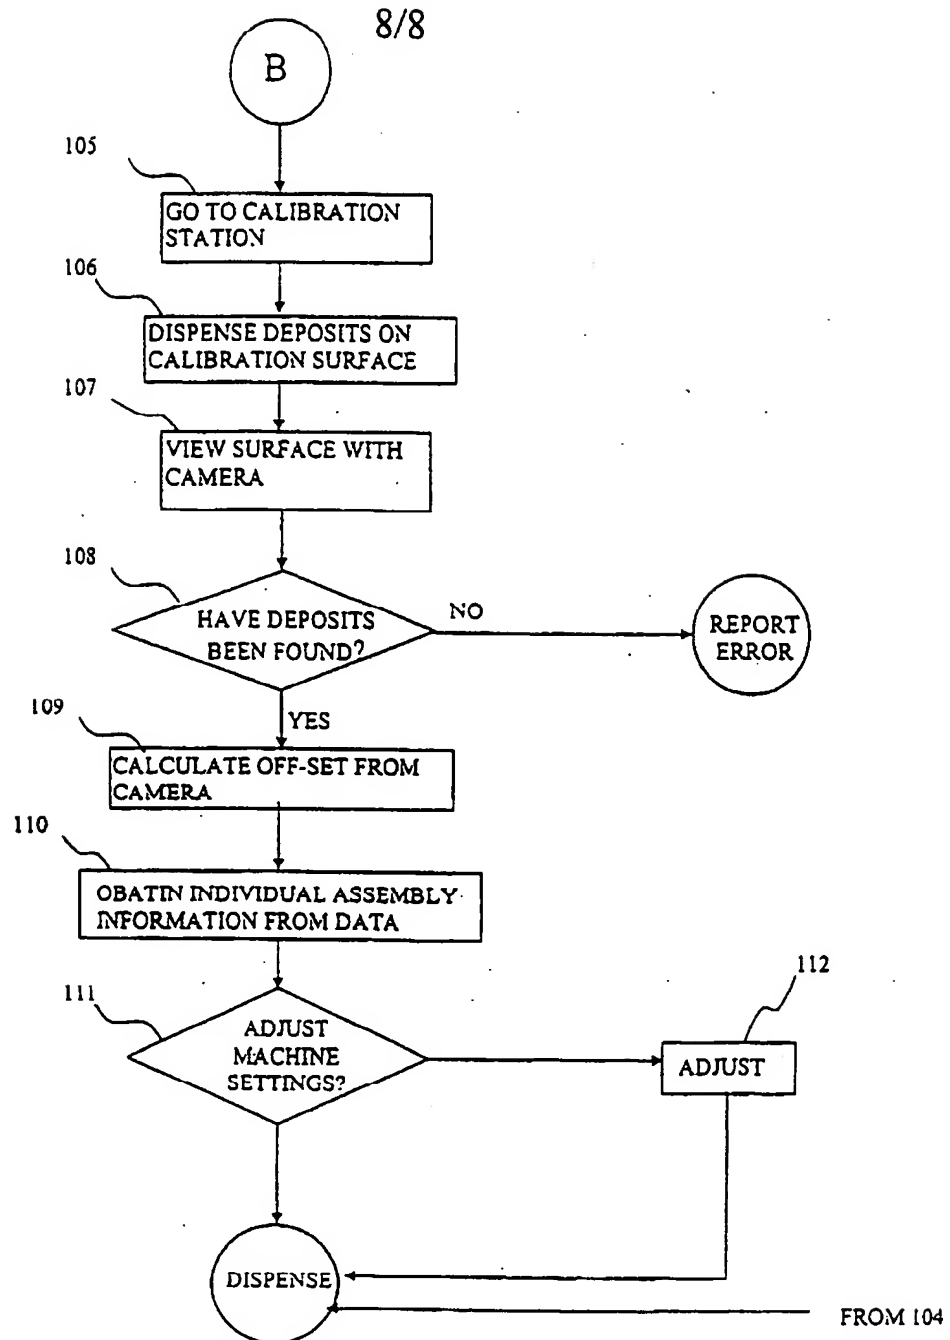 8/8
B
105
GO TO CALIBRATION
STATION
106
DISPENSE DEPOSITS ON
CALIBRATION SURFACE
107
VIEW SURFACE WITH
CAMERA
108
HAVE DEPOSITS
BEEN FOUND?
NO
REPORT
ERROR
YES
109
CALCULATE OFF-SET FROM
CAMERA
110
OBATIN INDIVIDUAL ASSEMBLY
INFORMATION FROM DATA
111
ADJUST
MACHINE
SETTINGS?
112
ADJUST
DISPENSE
FROM 104